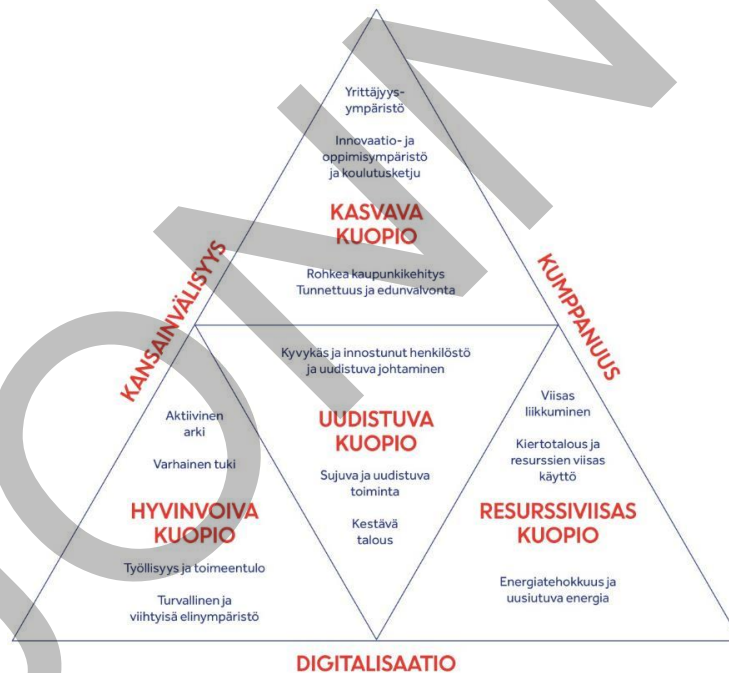 Yrittäjyys-
ympäristö
Innovaatio- ja
oppimisympäristö
ja koulutusketju
KASVAVA
KUOPIO
Rohkea kaupunkikehitys
Tunnettuus ja edunvalvonta
KANSAINVÄLISYYS
KUMPPANUUS
Kyvykäs ja innostunut henkilöstö
ja uudistuva johtaminen
UUDISTUVA
KUOPIO
Sujuva ja uudistuva
toiminta
Kestävä
talous
Aktiivinen
arki
Varhainen tuki
HYVINVOIVA
KUOPIO
Työllisyys ja toimeentulo
Turvallinen ja
viihtyisä elinympäristö
Viisas
liikkuminen
Kiertotalous ja
resurssien viisas
käyttö
RESURSSIVIISAS
KUOPIO
Energiatehokkuus ja
uusiutuva energia
DIGITALISAATIO